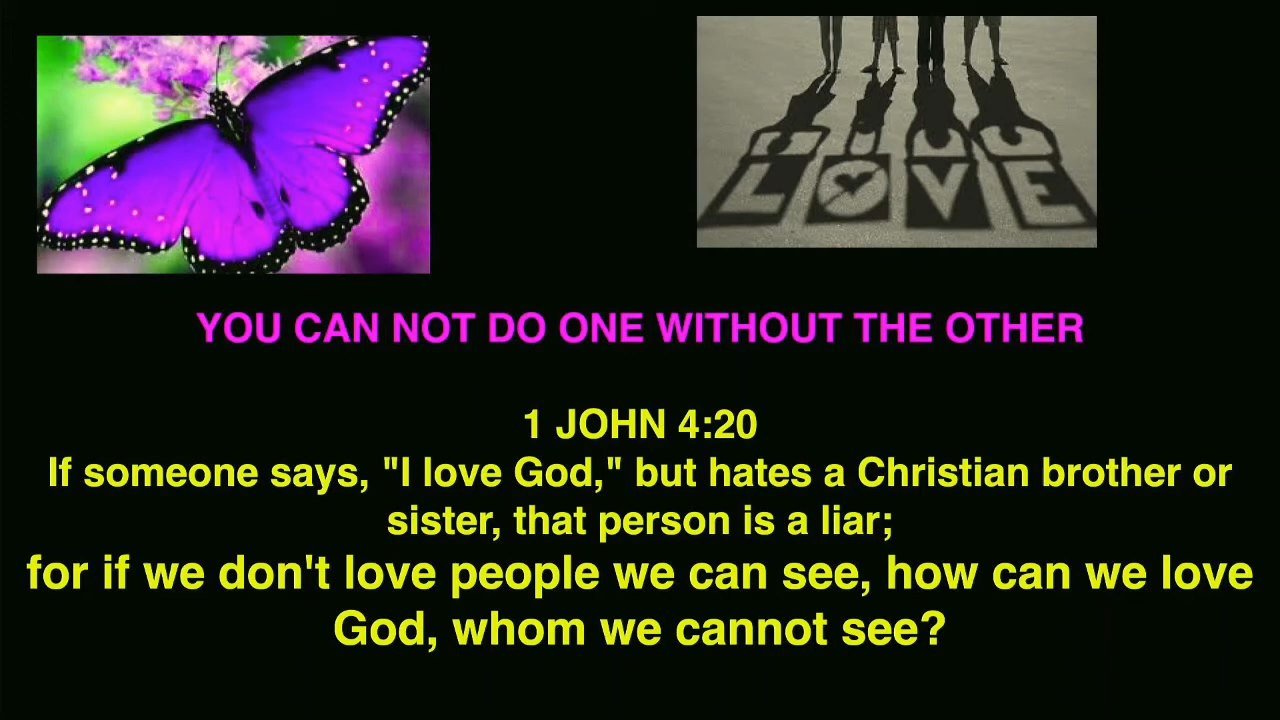 LOVE
YOU CAN NOT DO ONE WITHOUT THE OTHER
1 JOHN 4:20
If someone says, "I love God," but hates a Christian brother or
sister, that person is a liar;
for if we don't love people we can see, how can we love
God, whom we cannot see?